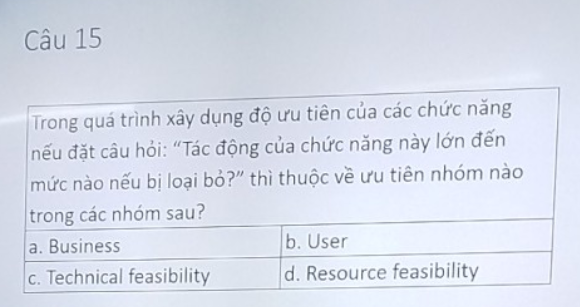 Câu 15
Trong quá trình xây dụng độ ưu tiên của các chức năng
nếu đặt câu hỏi: “Tác động của chức năng này lớn đến
mức nào nếu bị loại bỏ?” thì thuộc về ưu tiên nhóm nào
trong các nhóm sau?
a. Business
b. User
c. Technical feasibility
d. Resource feasibility